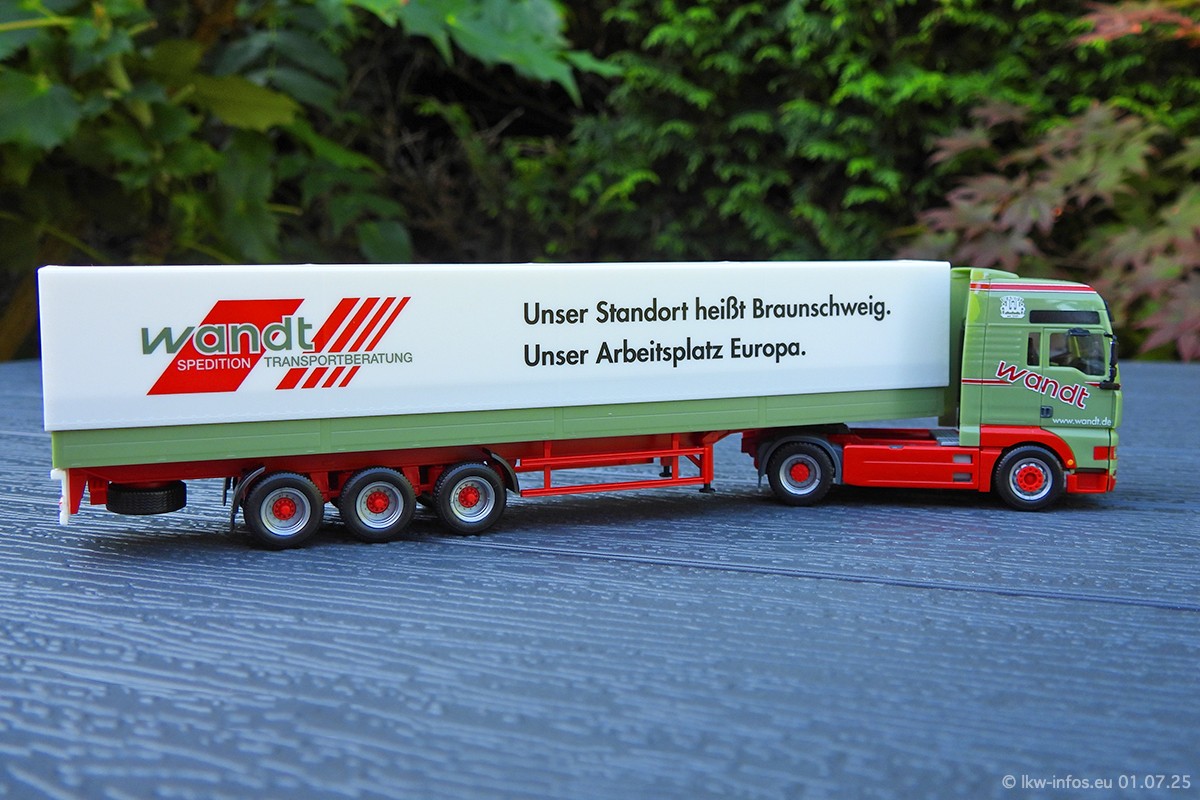 wandt
SPEDITION TRANSPORTBERATUNG
Unser Standort heißt Braunschweig.
Unser Arbeitsplatz Europa.
wandt
www.wandt.de
© lkw-infos.eu 01.07.25